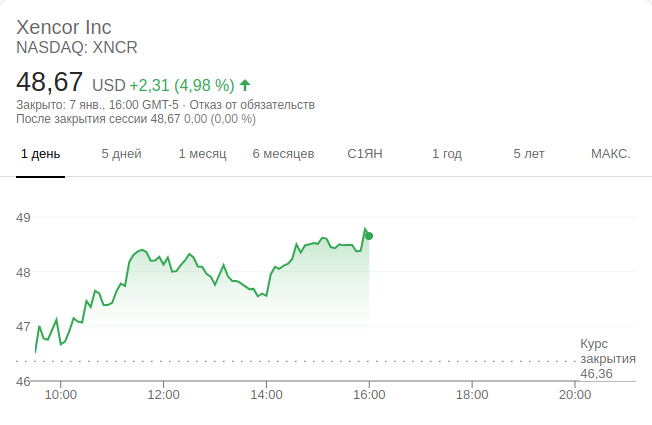 Xencor Inc
NASDAQ: XNCR
48,67 USD +2,31 (4,98 %)
Закрыто: 7 янв., 16:00 GMT-5 · Отказ от обязательств
После закрытия сессии 48,67 0,00 (0,00 %)
1 день 5 дней 1 месяц 6 месяцев С1ЯН 1 год 5 лет МАКС.
49
48
47
46
Курс
закрытия
46,36
10:00 12:00 14:00 16:00 18:00 20:00